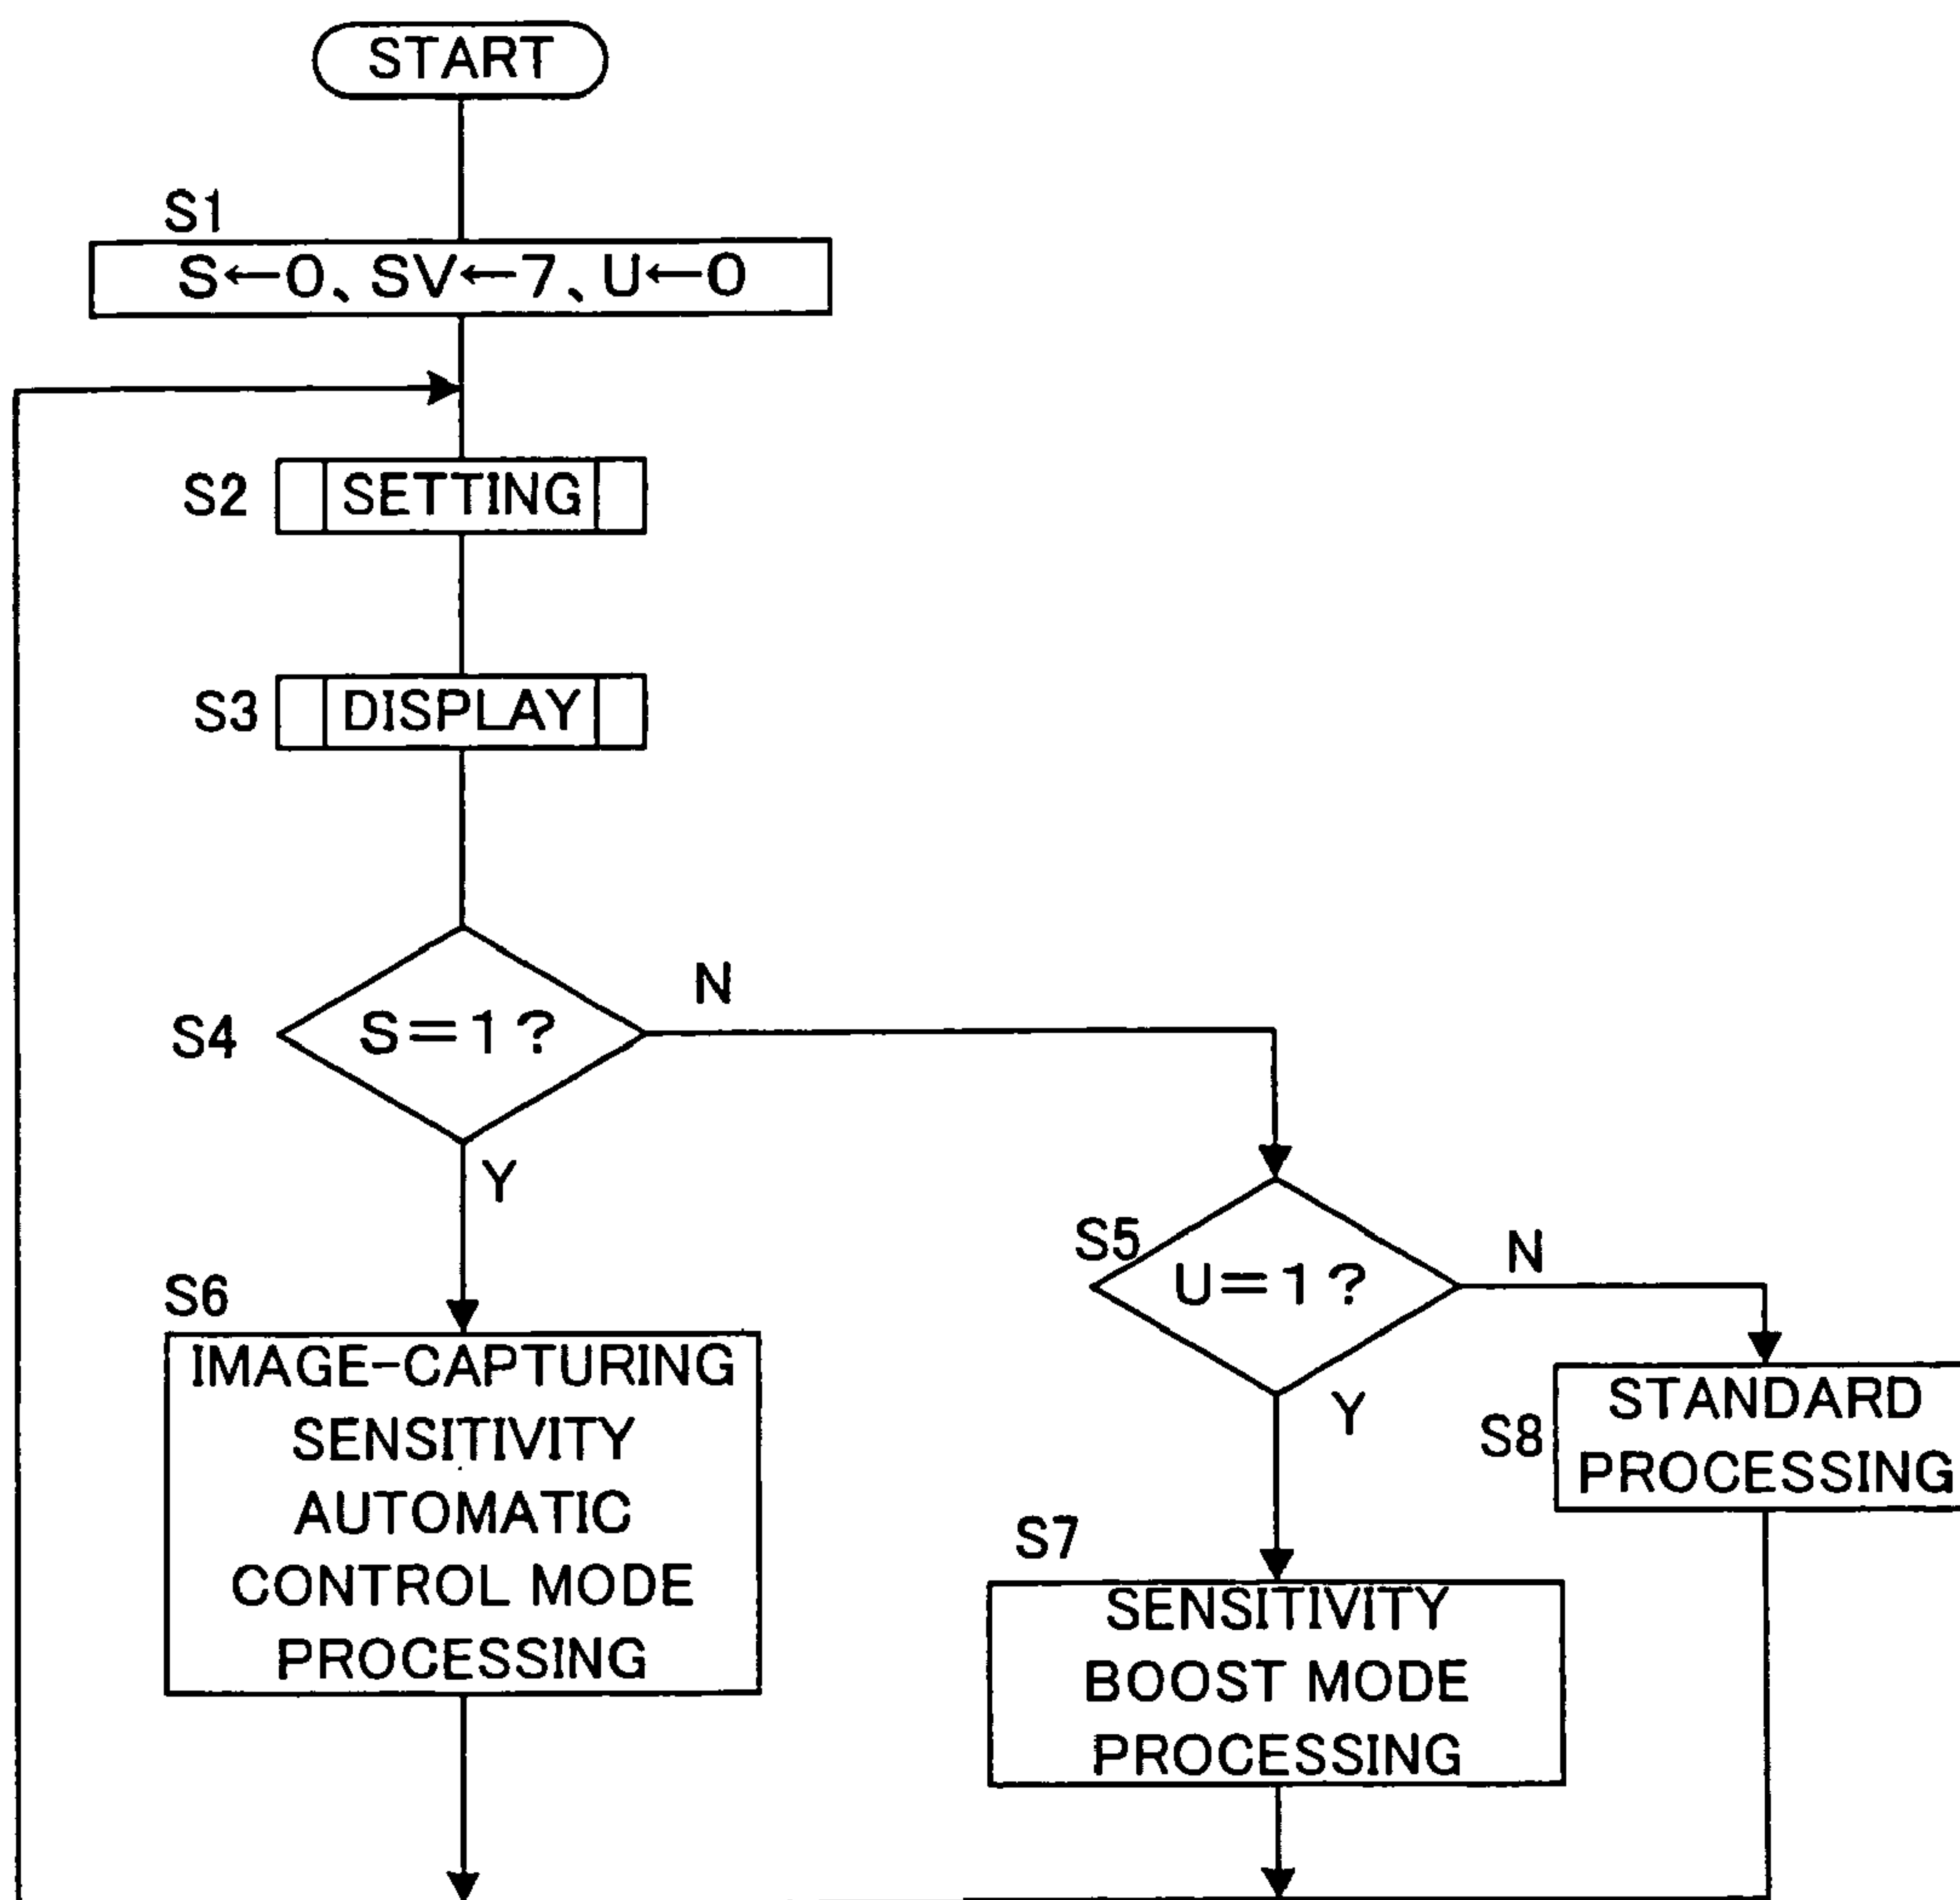 START
S1
S←0、SV←7、U←0
S2
SETTING
S3
DISPLAY
S4
S=1?
N
Y
S5
U=1?
N
Y
S6
IMAGE-CAPTURING
SENSITIVITY
AUTOMATIC
CONTROL MODE
PROCESSING
S7
SENSITIVITY
BOOST MODE
PROCESSING
S8
STANDARD
PROCESSING